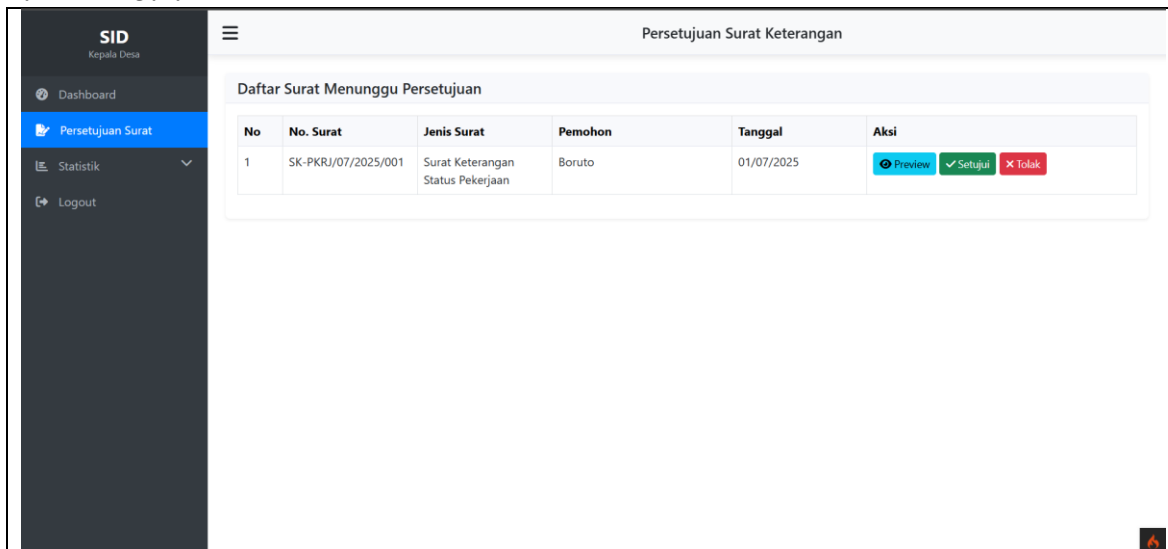 SID
Kepala Desa
Dashboard
Persetujuan Surat
Statistik
Logout
Persetujuan Surat Keterangan
Daftar Surat Menunggu Persetujuan
No No. Surat Jenis Surat Pemohon Tanggal Aksi
1 SK-PKRJ/07/2025/001 Surat Keterangan Boruto 01/07/2025 Preview Setujui Tolak
Status Pekerjaan